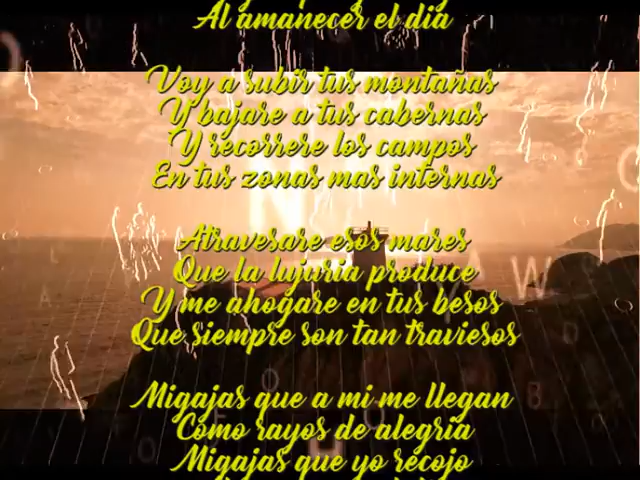 Al amanecer el dia
Voy a subir tus montañas
Y bajare a tus cabernas
Y recorrere los campos
En tus zonas mas internas
Atravesare esos mares
Que la lujuria produce
Y me ahogare en tus besos
Que siempre son tan traviesos
Migajas que a mi me llegan
Como rayos de alegria
Migajas que yo recojo